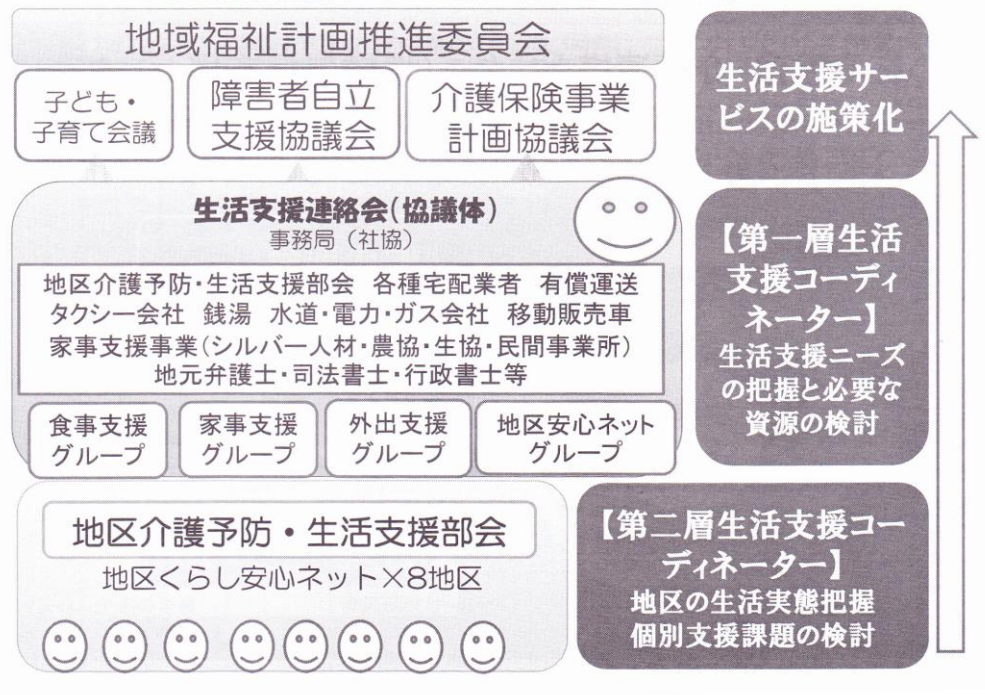 地域福祉計画推進委員会
子ども・
子育て会議
障害者自立
支援協議会
介護保険事業
計画協議会
生活支援サー
ビスの施策化
生活支援連絡会(協議体)
事務局（社協）
地区介護予防・生活支援部会 各種宅配業者 有償運送
タクシー会社 銭湯 水道・電力・ガス会社 移動販売車
家事支援事業(シルバー人材・農協・生協・民間事業所)
地元弁護士・司法書士・行政書士等
食事支援
グループ
家事支援
グループ
外出支援
グループ
地区安心ネット
グループ
【第一層生活
支援コーディ
ネーター】
生活支援ニーズ
の把握と必要な
資源の検討
地区介護予防・生活支援部会
地区くらし安心ネット×8地区
【第二層生活支援コー
ディネーター】
地区の生活実態把握
個別支援課題の検討